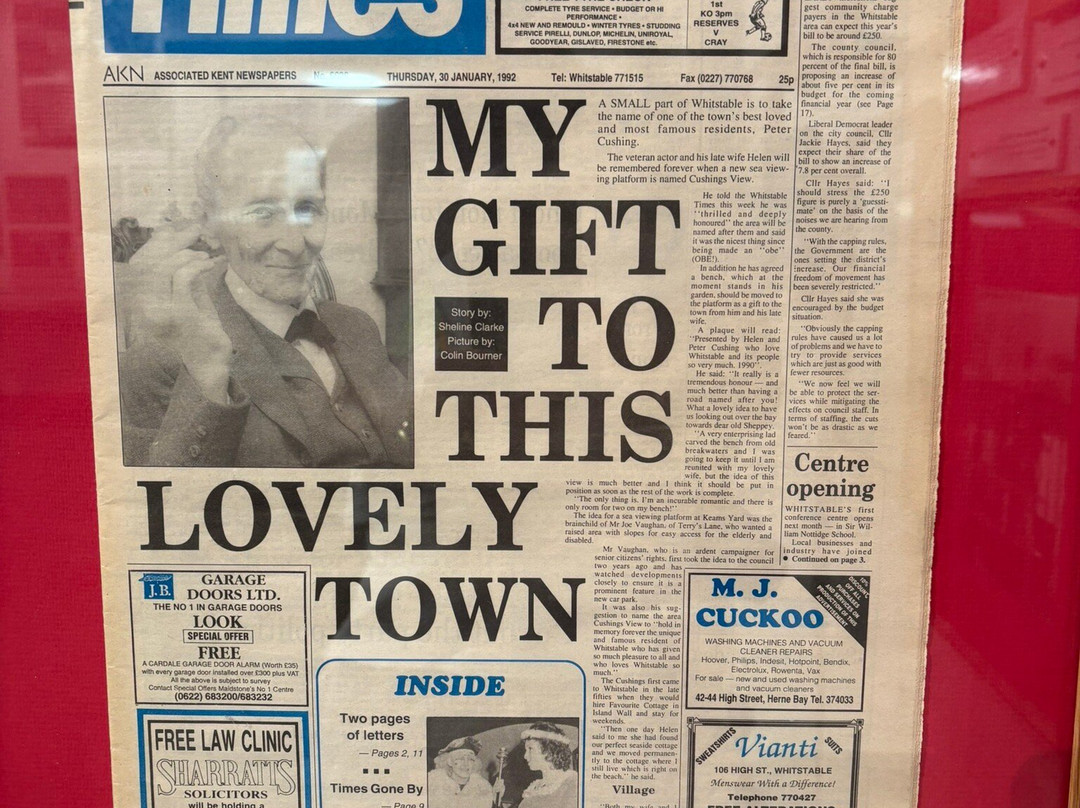 Times
COMPLETE TYRE SERVICE • BUDGET OR HI
PERFORMANCE •
4x4 NEW AND REMOULD • WINTER TYRES • STUDDING
SERVICE PIRELLI, DUNLOP, MICHELIN, UNIROYAL,
GOODYEAR, GISLAVED, FIRESTONE etc.
1st
KO 3pm
RESERVES
V
CRAY
AKN ASSOCIATED KENT NEWSPAPERS
THURSDAY, 30 JANUARY, 1992
Tel: Whitstable 771515
Fax (0227) 770768
25p
MY
GIFT
TO
THIS
LOVELY
TOWN
Story by:
Sheline Clarke
Picture by:
Colin Bourner
A SMALL part of Whitstable is to take
the name of one of the town's best loved
and most famous residents, Peter
Cushing.
The veteran actor and his late wife Helen will
be remembered forever when a new sea view-
ing platform is named Cushings View.
He told the Whitstable
Times this week he was
"thrilled and deeply
honoured" the area will be
named after them and said
it was the nicest thing since
being made an "obe"
(OBE!).
In addition he has agreed
a bench, which at the
moment stands in his
garden, should be moved to
the platform as a gift to the
town from him and his late
wife.
A plaque will read:
"Presented by Helen and
Peter Cushing who love
Whitstable and its people
so very much. 1990".
He said: "It really is a
tremendous honour — and
much better than having a
road named after you!
What a lovely idea to have
us looking out over the bay
towards dear old Sheppey.
"A very enterprising lad
carved the bench from old
breakwaters and I was
going to keep it until I am
reunited with my lovely
wife, but the idea of this
view is much better and I think it should be put in
position as soon as the rest of the work is complete.
"The only thing is, I'm an incurable romantic and there is
only room for two on my bench!"
The idea for a sea viewing platform at Keams Yard was the
brainchild of Mr Joe Vaughan, of Terry's Lane, who wanted a
raised area with slopes for easy access for the elderly and
disabled.
Mr Vaughan, who is an ardent campaigner for
senior citizens' rights, first took the idea to the council
two years ago and has
watched developments
closely to ensure it is a
prominent feature in the
new car park.
It was also his sug-
gestion to name the area
Cushings View to "hold in
memory forever the unique
and famous resident of
Whitstable who has given
so much pleasure to all and
who loves Whitstable so
much."
The Cushings first came
to Whitstable in the late
fifties when they would
hire Favourite Cottage in
Island Wall and stay for
weekends.
"Then one day Helen
said to me she had found
our perfect seaside cottage
and we moved permanen-
tly to the cottage where I
still live which is right on
the beach." he said.
Village
gest community charge
payers in the Whitstable
area can expect this year's
bill to be around £250.
The county council,
which is responsible for 80
percent of the final bill, is
proposing an increase of
about five per cent in its
budget for the coming
financial year (see Page
17).
Liberal Democrat leader
on the city council, Cllr
Jackie Hayes, said they
expect their share of the
bill to show an increase of
7.8 per cent overall.
Cllr Hayes said: "I
should stress the £250
figure is purely a 'guessti-
mate' on the basis of the
noises we are hearing from
the county.
"With the capping rules,
the Government are the
ones setting the district's
increase. Our financial
freedom of movement has
been severely restricted."
Cllr Hayes said she was
encouraged by the budget
situation.
"Obviously the capping
rules have caused us a lot
of problems and we have to
try to provide services
which are just as good with
fewer resources.
"We now feel we will
be able to protect the ser-
vices while mitigating the
effects on council staff. In
terms of staffing, the cuts
won't be as drastic as we
feared."
Centre
opening
WHITSTABLE'S first
conference centre opens
next month — in Sir Wil-
liam Nottidge School.
Local businesses and
industry have joined
● Continued on page 3.
J.B.
GARAGE
DOORS LTD.
THE NO 1 IN GARAGE DOORS
LOOK
SPECIAL OFFER
FREE
A CARDALE GARAGE DOOR ALARM (Worth £35)
with every garage door installed over £300 plus VAT
All the above is subject to survey
Contact Special Offers Maidstone's No 1 Centre
(0622) 683200/683232
FREE LAW CLINIC
SHARRATTS
SOLICITORS
will be holding a
INSIDE
Two pages
of letters
— Pages 2, 11
Times Gone By
— Page 9
M. J.
CUCKOO
10%
DISCOUNT
OFF ALL
PURCHASES
AND SERVICES ON
PRODUCTION OF THIS
ADVERTISEMENT
WASHING MACHINES AND VACUUM
CLEANER REPAIRS
Hoover, Philips, Indesit, Hotpoint, Bendix,
Electrolux, Rowenta, Vax
For sale — new and used washing machines
and vacuum cleaners
42-44 High Street, Herne Bay Tel. 374033
SWEATSHIRTS
Vianti
SUITS
106 HIGH ST., WHITSTABLE
Menswear With a Difference!
Telephone 770427
FREE ALTERATIONS